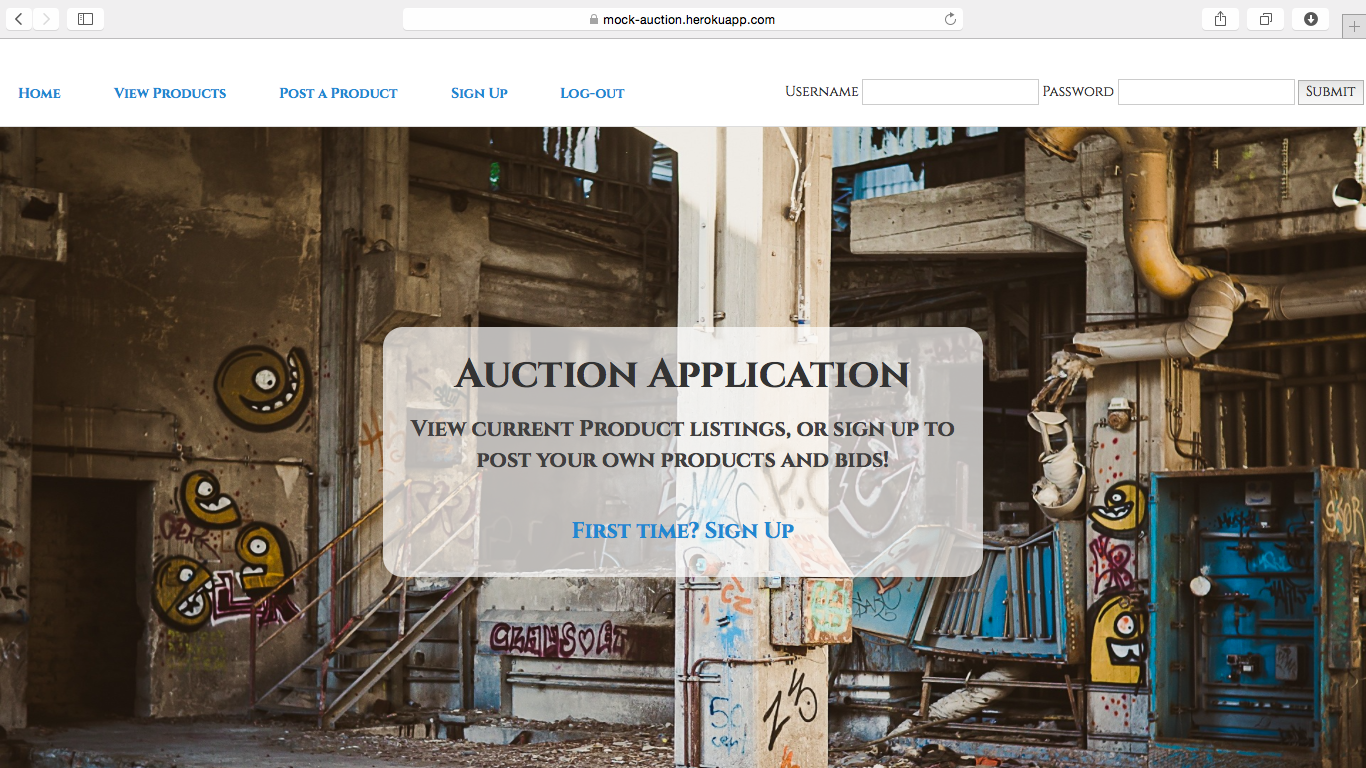 mock-auction.herokuapp.com
Home View Products Post a Product Sign Up Log-out Username Password Submit
Auction Application
View current Product listings, or sign up to
post your own products and bids!
First time? Sign Up